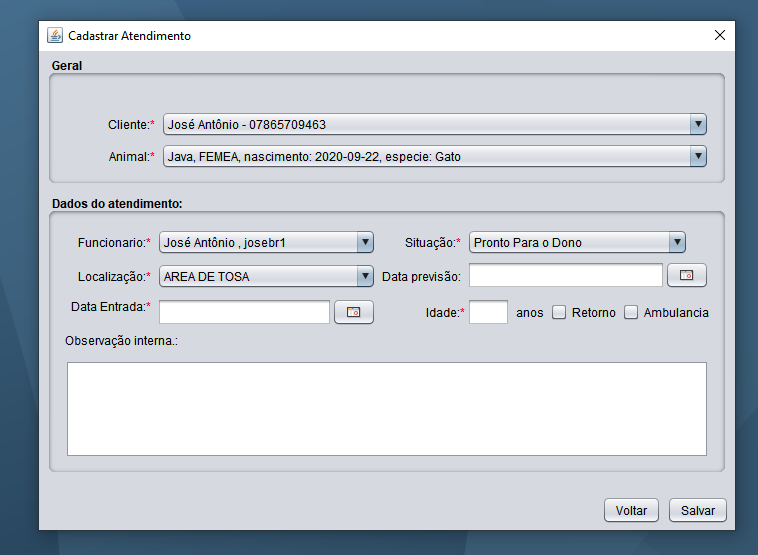 Cadastrar Atendimento
Geral
Cliente:* José Antônio - 07865709463
Animal:* Java, FEMEA, nascimento: 2020-09-22, especie: Gato
Dados do atendimento:
Funcionario:* José Antônio , josebr1 Situação:* Pronto Para o Dono
Localização:* AREA DE TOSA Data previsão:
Data Entrada:* Idade:* anos Retorno Ambulancia
Observação interna.:
Voltar Salvar